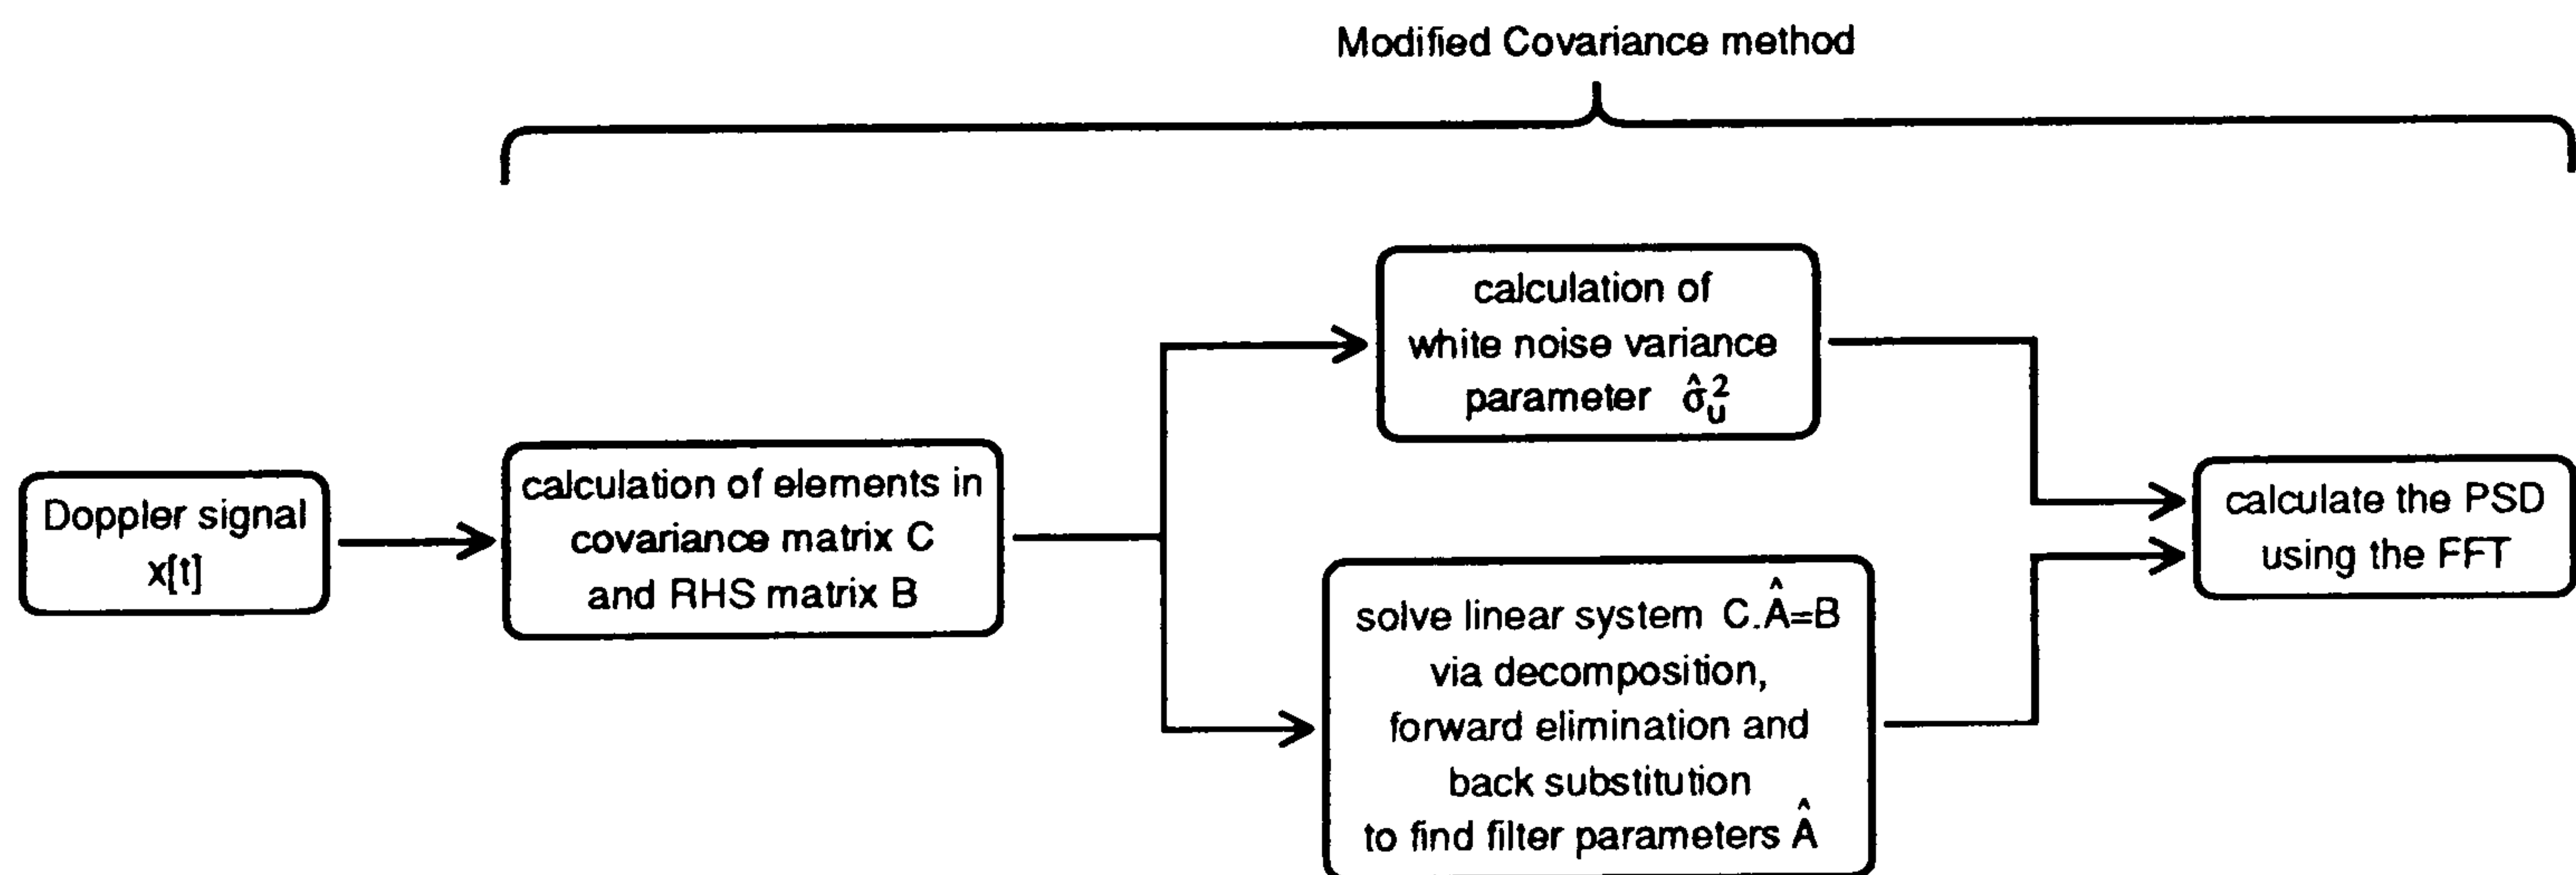 Modified Covariance method
Doppler signal
x[t]
calculation of elements in
covariance matrix C
and RHS matrix B
calculation of
white noise variance
parameter σ̂²ᵤ
solve linear system C.Â=B
via decomposition,
forward elimination and
back substitution
to find filter parameters Â
calculate the PSD
using the FFT